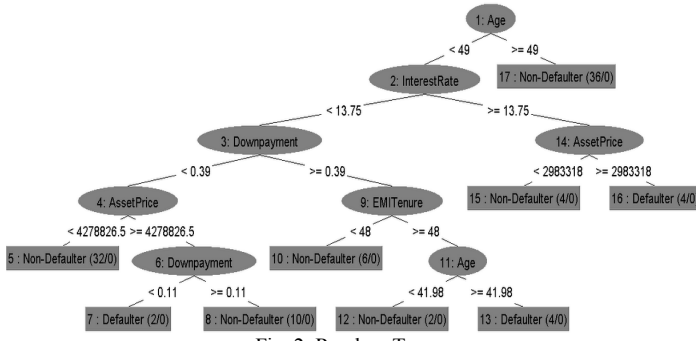 1: Age
< 49 >= 49
2: InterestRate
17 : Non-Defaulter (36/0)
< 13.75 >= 13.75
3: Downpayment
14: AssetPrice
< 0.39 >= 0.39
< 2983318 >= 2983318
4: AssetPrice
9: EMITenure
15 : Non-Defaulter (4/0)
16 : Defaulter (4/0
< 4278826.5 >= 4278826.5
< 48 >= 48
5 : Non-Defaulter (32/0)
6: Downpayment
10 : Non-Defaulter (6/0)
11: Age
< 0.11 >= 0.11
< 41.98 >= 41.98
7 : Defaulter (2/0)
8 : Non-Defaulter (10/0)
12 : Non-Defaulter (2/0)
13 : Defaulter (4/0)